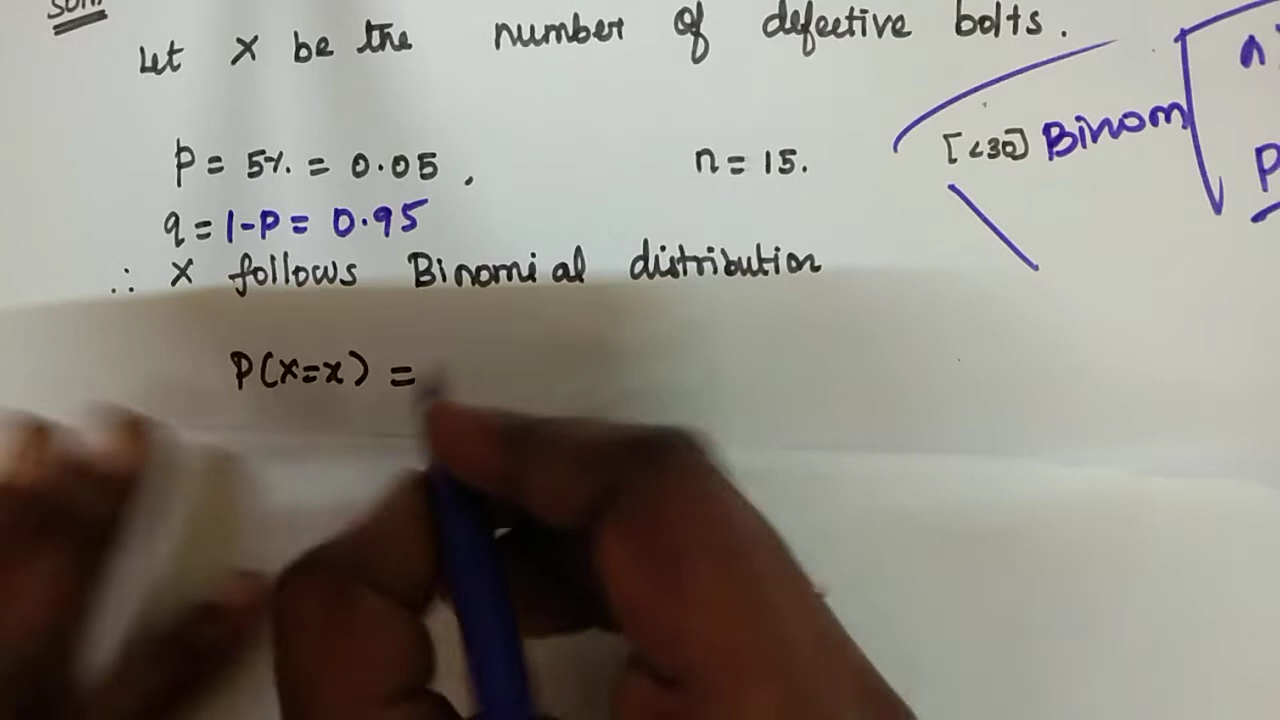 Soln
Let X be the number of defective bolts.
p = 5% = 0.05 , n = 15.
[<30] Binom
n
P
q = 1-P = 0.95
∴ X follows Binomial distribution
P(X=x) =